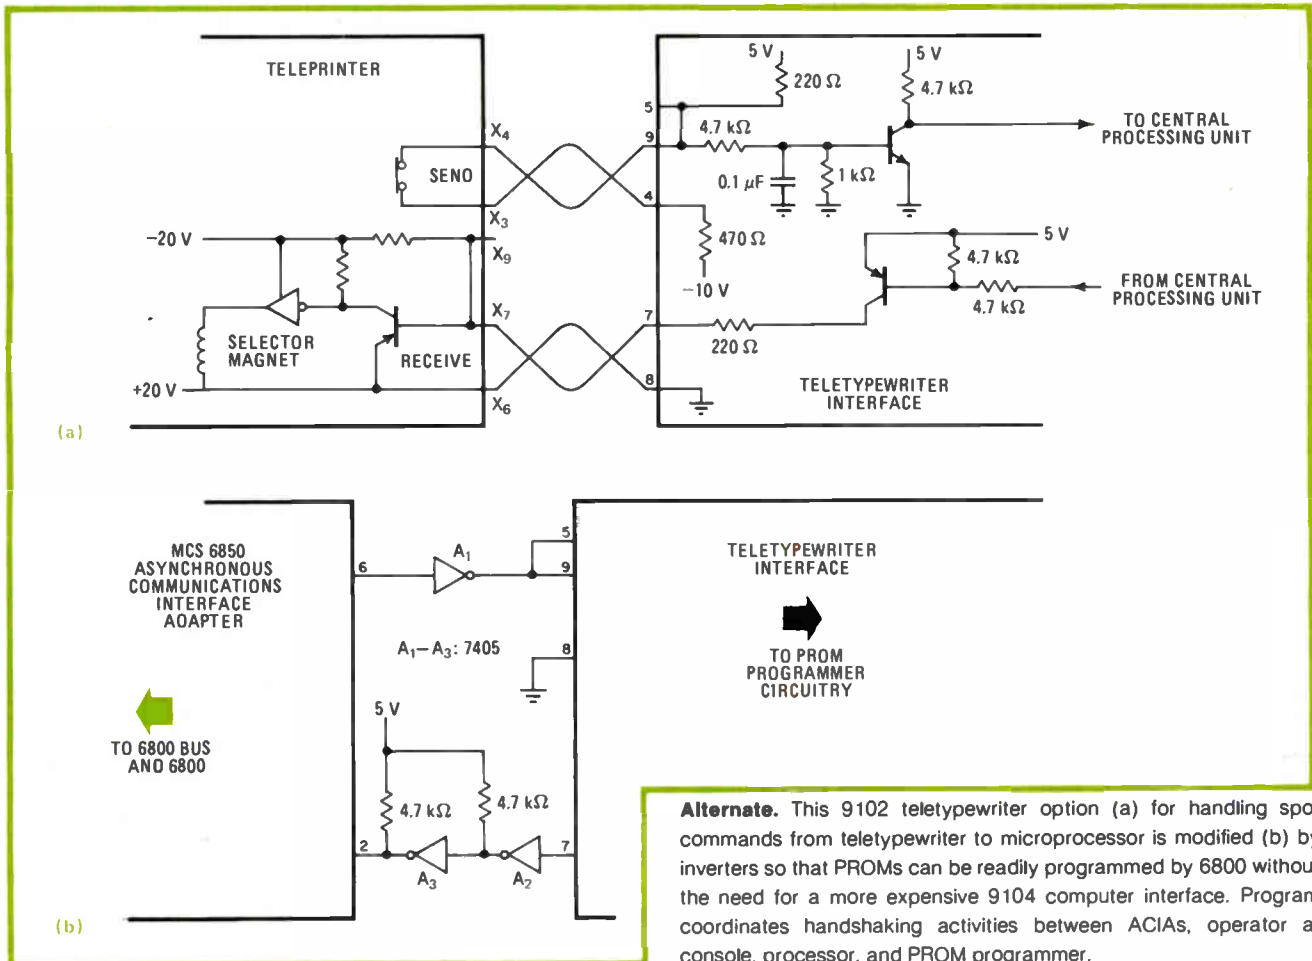 TELEPRINTER
X4
SEND
X3
−20 V
X9
X7
SELECTOR
MAGNET
RECEIVE
+20 V
X6
(a)
5 V
220 Ω
5 V
4.7 kΩ
5
9
4.7 kΩ
TO CENTRAL
PROCESSING UNIT
0.1 µF
1 kΩ
4
470 Ω
−10 V
5 V
4.7 kΩ
FROM CENTRAL
PROCESSING UNIT
4.7 kΩ
7
220 Ω
8
TELETYPEWRITER
INTERFACE
MCS 6850
ASYNCHRONOUS
COMMUNICATIONS
INTERFACE
AOAPTER
6
A1
5
9
TELETYPEWRITER
INTERFACE
A1−A3: 7405
8
TO PROM
PROGRAMMER
CIRCUITRY
5 V
TO 6800 BUS
AND 6800
4.7 kΩ
4.7 kΩ
2
A3
A2
7
(b)
Alternate. This 9102 teletypewriter option (a) for handling spo
commands from teletypewriter to microprocessor is modified (b) by
inverters so that PROMs can be readily programmed by 6800 withou
the need for a more expensive 9104 computer interface. Program
coordinates handshaking activities between ACIAs, operator a
console, processor, and PROM programmer.